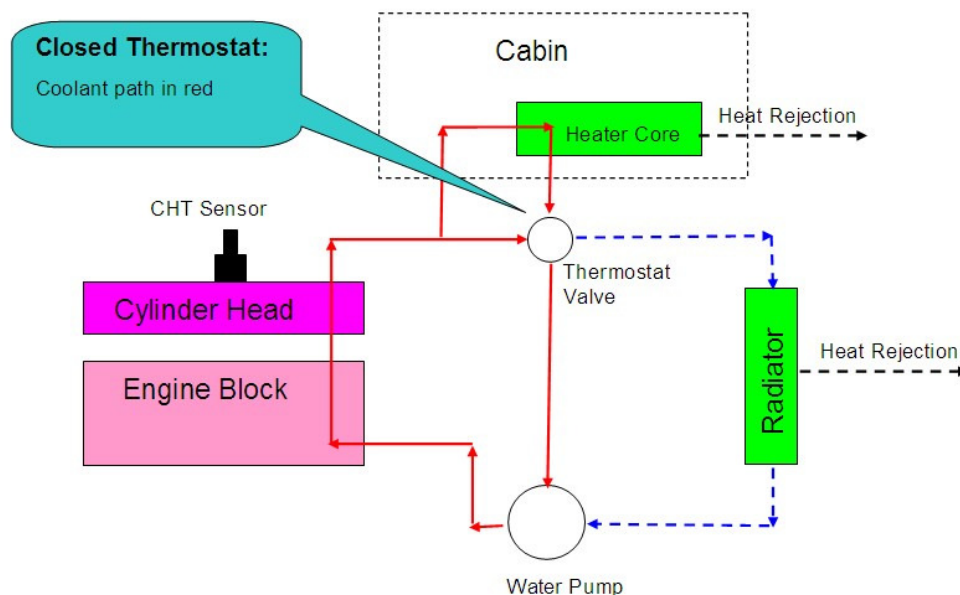 Closed Thermostat:
Coolant path in red
Cabin
Heater Core
Heat Rejection
CHT Sensor
Thermostat
Valve
Cylinder Head
Engine Block
Radiator
Heat Rejection
Water Pump